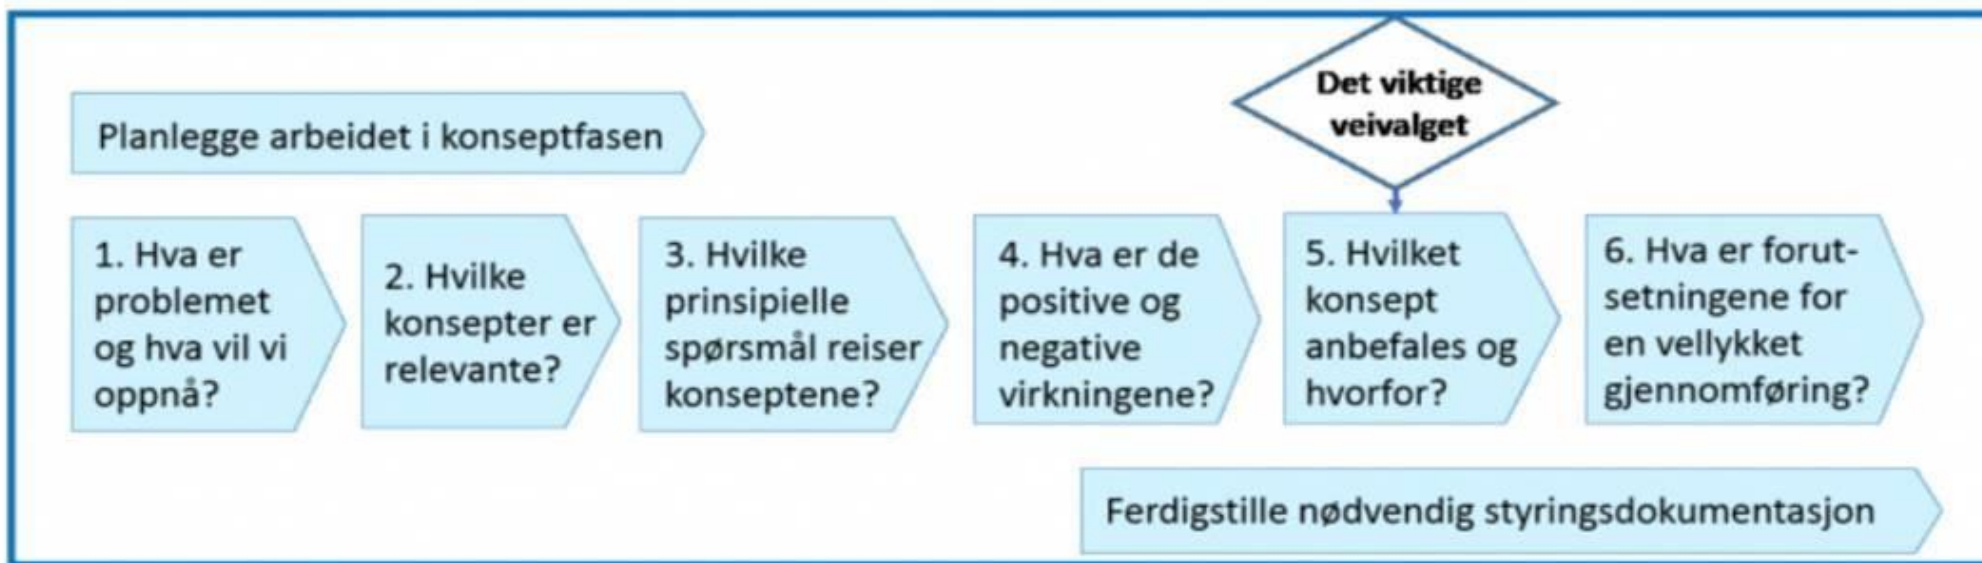 Det viktige
veivalget
Planlegge arbeidet i konseptfasen
1. Hva er
problemet
og hva vil vi
oppnå?
2. Hvilke
konsepter er
relevante?
3. Hvilke
prinsipielle
spørsmål reiser
konseptene?
4. Hva er de
positive og
negative
virkningene?
5. Hvilket
konsept
anbefales og
hvorfor?
6. Hva er forut-
setningene for
en vellykket
gjennomføring?
Ferdigstille nødvendig styringsdokumentasjon